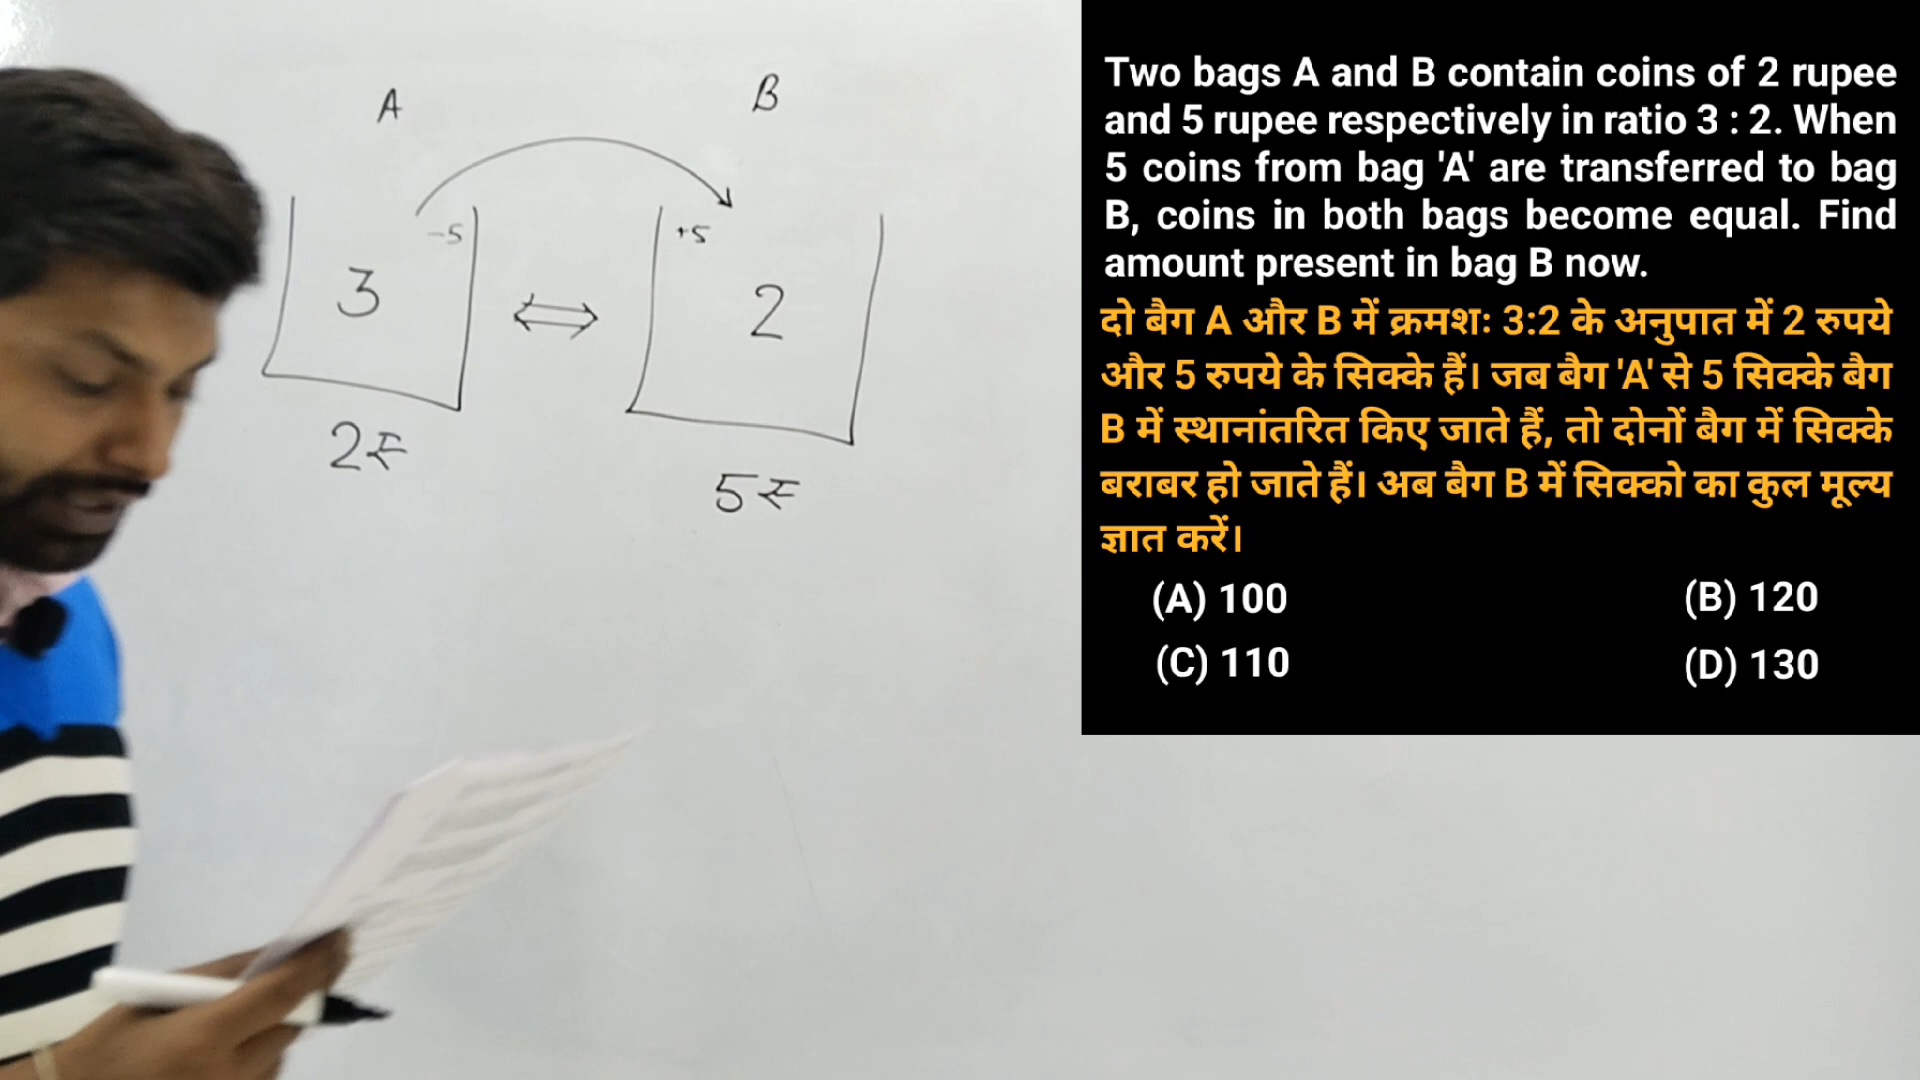 A
B
-5
+5
3
2
2₹
5₹
Two bags A and B contain coins of 2 rupee
and 5 rupee respectively in ratio 3 : 2. When
5 coins from bag 'A' are transferred to bag
B, coins in both bags become equal. Find
amount present in bag B now.
दो बैग A और B में क्रमशः 3:2 के अनुपात में 2 रुपये
और 5 रुपये के सिक्के हैं। जब बैग 'A' से 5 सिक्के बैग
B में स्थानांतरित किए जाते हैं, तो दोनों बैग में सिक्के
बराबर हो जाते हैं। अब बैग B में सिक्को का कुल मूल्य
ज्ञात करें।
(A) 100
(B) 120
(C) 110
(D) 130